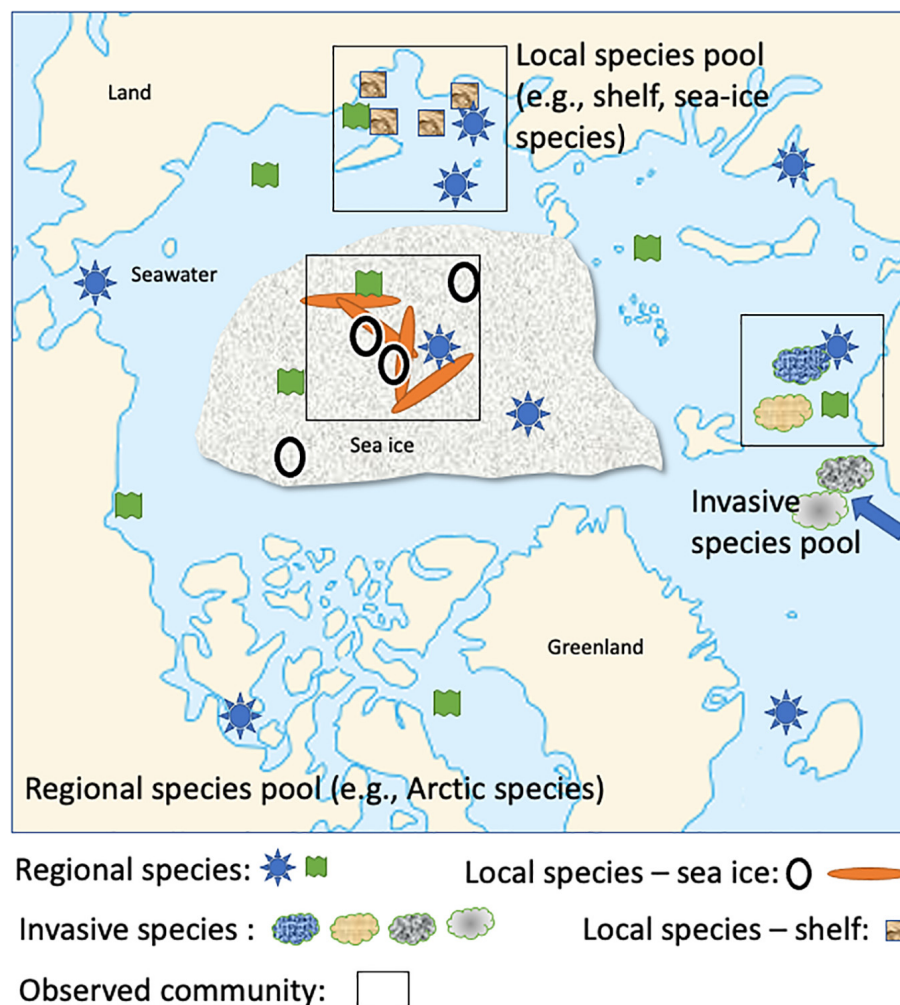 Local species pool
(e.g., shelf, sea-ice
species)
Land
Seawater
Sea ice
Invasive
species pool
Greenland
Regional species pool (e.g., Arctic species)
Regional species:
Local species – sea ice:
Invasive species :
Local species – shelf:
Observed community: